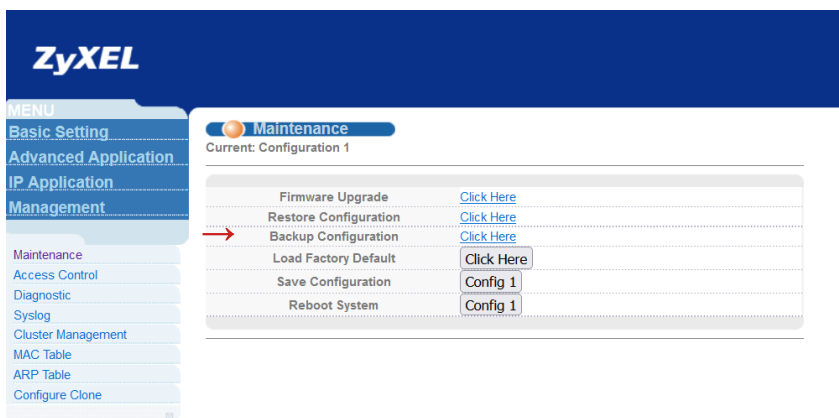 ZyXEL
MENU
Basic Setting
Advanced Application
IP Application
Management
Maintenance
Access Control
Diagnostic
Syslog
Cluster Management
MAC Table
ARP Table
Configure Clone
Maintenance
Current: Configuration 1
Firmware Upgrade Click Here
Restore Configuration Click Here
Backup Configuration Click Here
Load Factory Default Click Here
Save Configuration Config 1
Reboot System Config 1